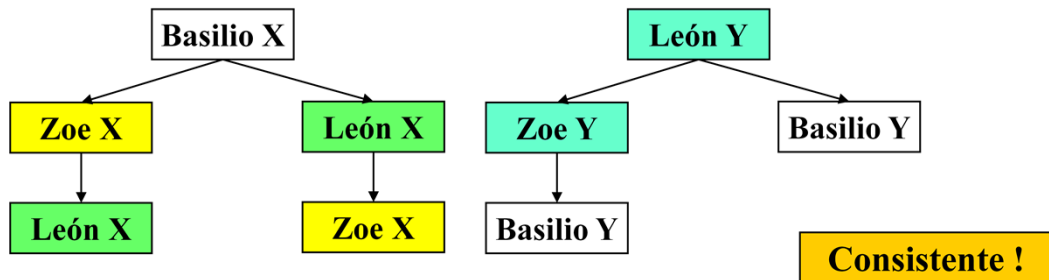 Basilio X
León Y
Zoe X
León X
Zoe Y
Basilio Y
León X
Zoe X
Basilio Y
Consistente !